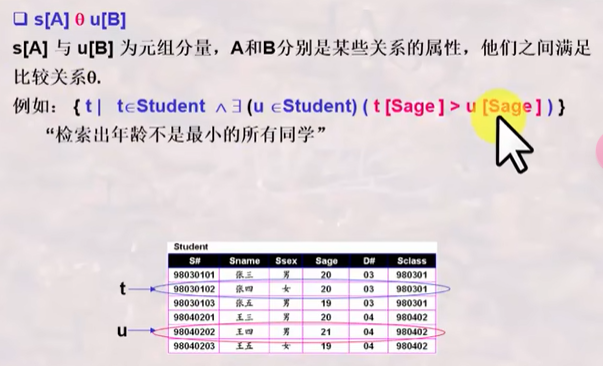 ❑ s[A] θ u[B]
s[A] 与 u[B] 为元组分量，A和B分别是某些关系的属性，他们之间满足
比较关系θ.
例如： { t | t∈Student ∧ ∃ (u ∈Student) ( t [Sage] > u [Sage] ) }
“检索出年龄不是最小的所有同学”
Student
S# Sname Ssex Sage D# Sclass
98030101 张三 男 20 03 980301
t 98030102 张四 女 20 03 980301
98030103 张五 男 19 03 980301
98040201 王三 男 20 04 980402
u 98040202 王四 男 21 04 980402
98040203 王五 女 19 04 980402